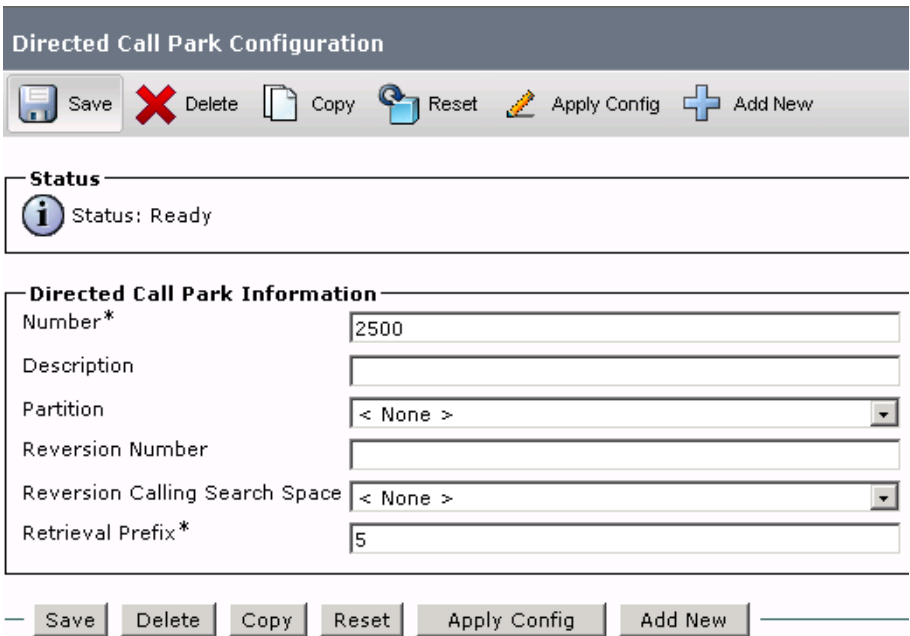 Directed Call Park Configuration
Save Delete Copy Reset Apply Config Add New
Status
i Status: Ready
Directed Call Park Information
Number* 2500
Description
Partition < None >
Reversion Number
Reversion Calling Search Space < None >
Retrieval Prefix* 5
Save Delete Copy Reset Apply Config Add New